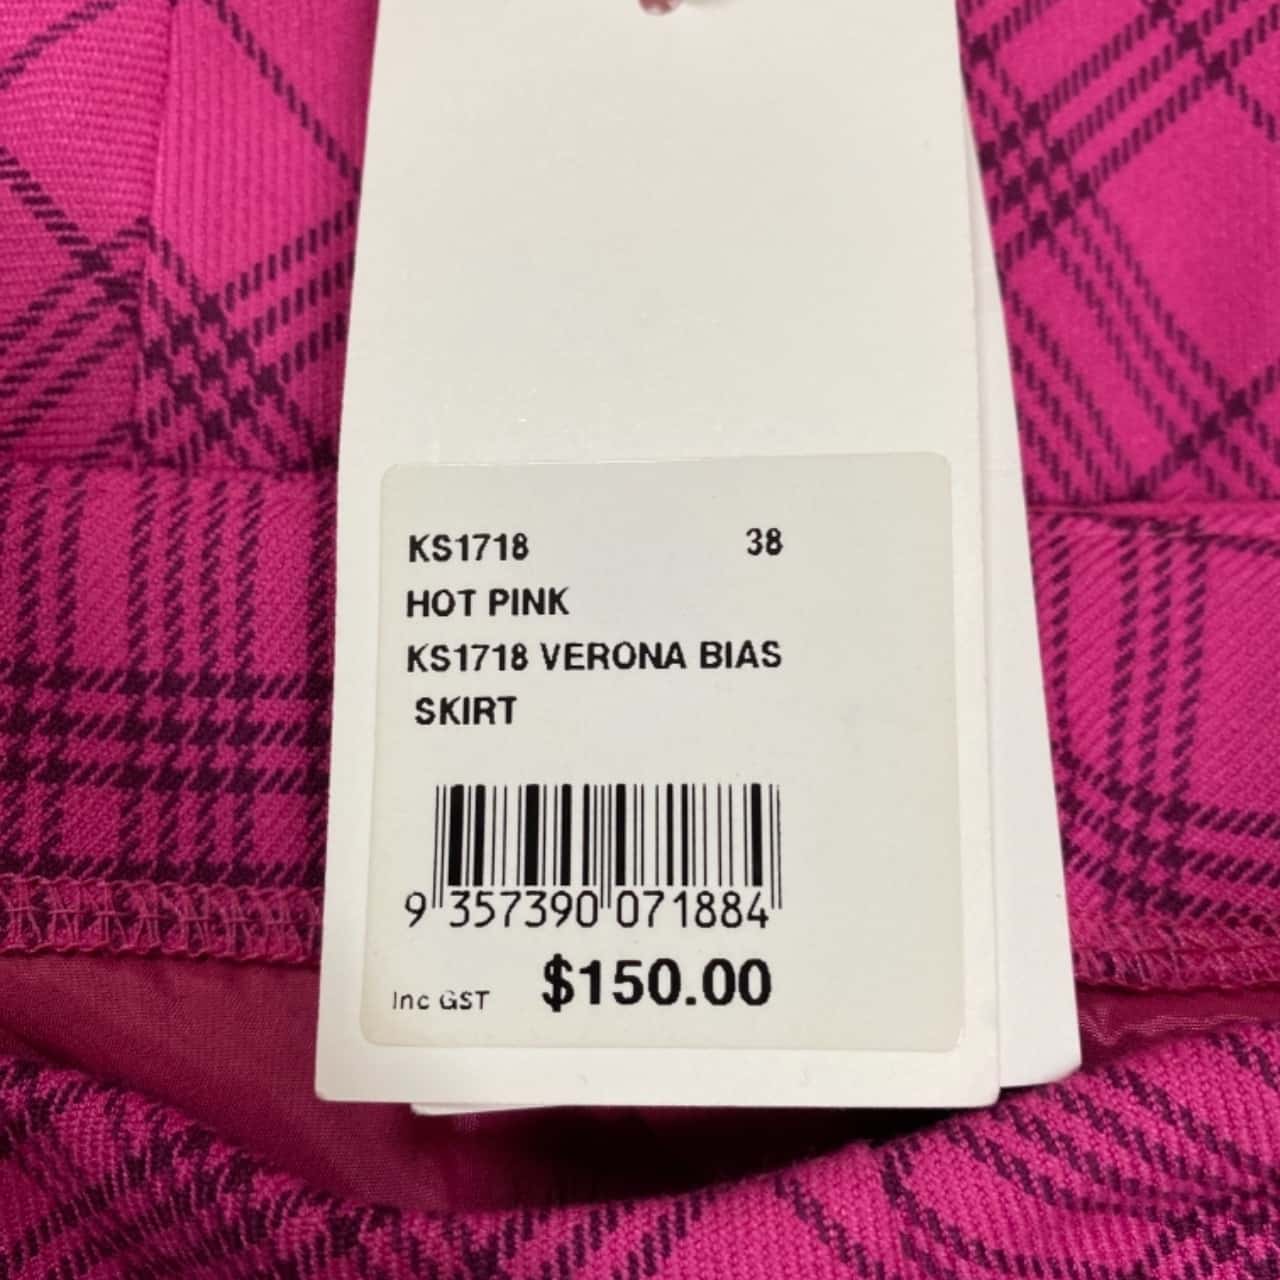 KS1718 38
HOT PINK
KS1718 VERONA BIAS
SKIRT
9 357390 071884
Inc GST $150.00